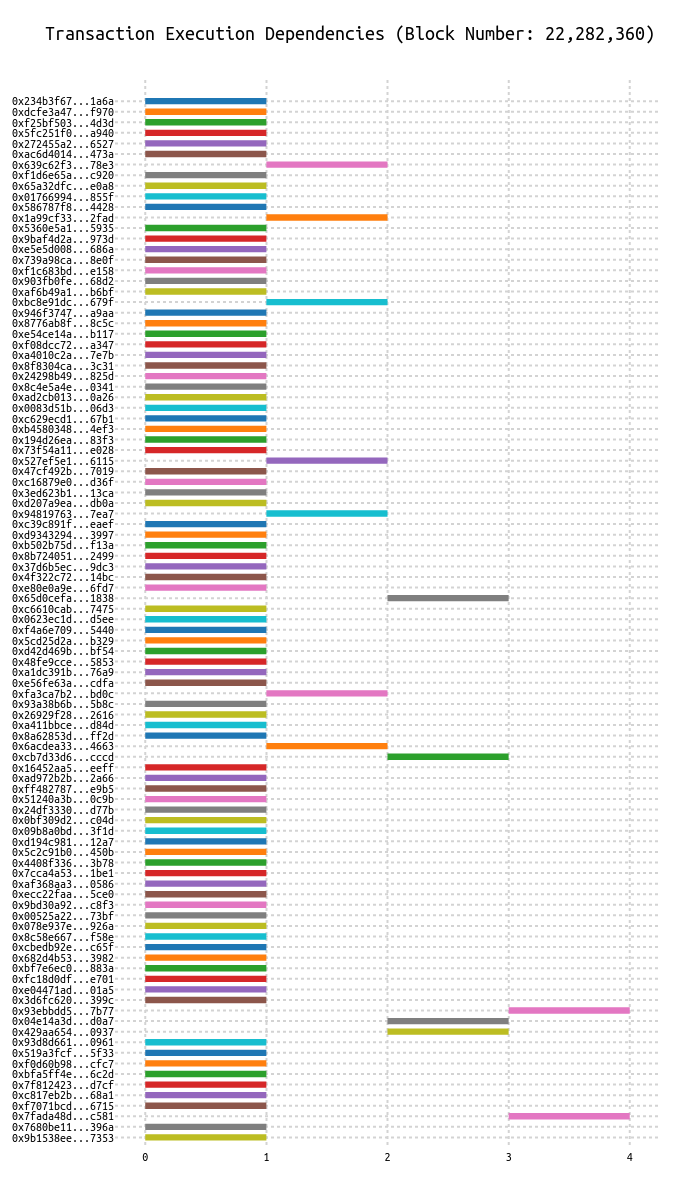 Transaction Execution Dependencies (Block Number: 22,282,360)
0x234b3f67...1a6a
0xdcfe3a47...f970
0xf25bf503...4d3d
0x5fc251f0...a940
0x272455a2...6527
0xac6d4014...473a
0x639c62f3...78e3
0xf1d6e65a...c920
0x65a32dfc...e0a8
0x01766994...855f
0x586787f8...4428
0x1a99cf33...2fad
0x5360e5a1...5935
0x9baf4d2a...973d
0xe5e5d008...686a
0x739a98ca...8e0f
0xf1c683bd...e158
0x903fb0fe...68d2
0xaf6b49a1...b6bf
0xbc8e91dc...679f
0x946f3747...a9aa
0x8776ab8f...8c5c
0xe54ce14a...b117
0xf08dcc72...a347
0xa4010c2a...7e7b
0x8f8304ca...3c31
0x24298b49...825d
0x8c4e5a4e...0341
0xad2cb013...0a26
0x0083d51b...06d3
0xc629ecd1...67b1
0xb4580348...4ef3
0x194d26ea...83f3
0x73f54a11...e028
0x527ef5e1...6115
0x47cf492b...7019
0xc16879e0...d36f
0x3ed623b1...13ca
0xd207a9ea...db0a
0x94819763...7ea7
0xc39c891f...eaef
0xd9343294...3997
0xb502b75d...f13a
0x8b724051...2499
0x37d6b5ec...9dc3
0x4f322c72...14bc
0xe80e0a9e...6fd7
0x65d0cefa...1838
0xc6610cab...7475
0x0623ec1d...d5ee
0xf4a6e709...5440
0x5cd25d2a...b329
0xd42d469b...bf54
0x48fe9cce...5853
0xa1dc391b...76a9
0xe56fe63a...cdfa
0xfa3ca7b2...bd0c
0x93a38b6b...5b8c
0x26929f28...2616
0xa411bbce...d84d
0x8a62853d...ff2d
0x6acdea33...4663
0xcb7d33d6...cccd
0x16452aa5...eeff
0xad972b2b...2a66
0xff482787...e9b5
0x51240a3b...0c9b
0x24df3330...d77b
0x0bf309d2...c04d
0x09b8a0bd...3f1d
0xd194c981...12a7
0x5c2c91b0...450b
0x4408f336...3b78
0x7cca4a53...1be1
0xaf368aa3...0586
0xecc22faa...5ce0
0x9bd30a92...c8f3
0x00525a22...73bf
0x078e937e...926a
0x8c58e667...f58e
0xcbedb92e...c65f
0x682d4b53...3982
0xbf7e6ec0...883a
0xfc18d0df...e701
0xe04471ad...01a5
0x3d6fc620...399c
0x93ebbdd5...7b77
0x04e14a3d...d0a7
0x429aa654...0937
0x93d8d661...0961
0x519a3fcf...5f33
0xf0d60b98...cfc7
0xbfa5ff4e...6c2d
0x7f812423...d7cf
0xc817eb2b...68a1
0xf7071bcd...6715
0x7fada48d...c581
0x7680be11...396a
0x9b1538ee...7353
0 1 2 3 4